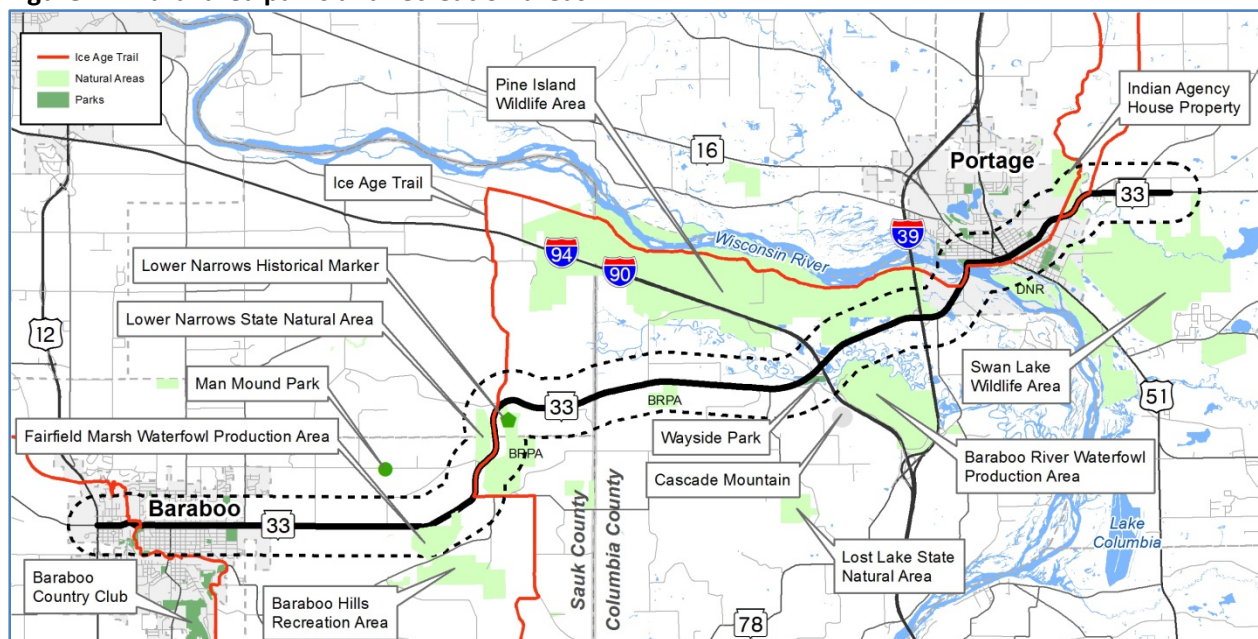 Ice Age Trail
Natural Areas
Parks
Pine Island
Wildlife Area
Indian Agency
House Property
16
Portage
Ice Age Trail
33
39
Wisconsin River
94
90
Lower Narrows Historical Marker
Lower Narrows State Natural Area
DNR
12
Man Mound Park
Swan Lake
Wildlife Area
51
33
BRPA
Fairfield Marsh Waterfowl Production Area
BRPA
Wayside Park
Baraboo River Waterfowl
Production Area
Cascade Mountain
Baraboo
33
Sauk County
Columbia County
Lake
Columbia
Lost Lake State
Natural Area
Baraboo
Country Club
Baraboo Hills
Recreation Area
78